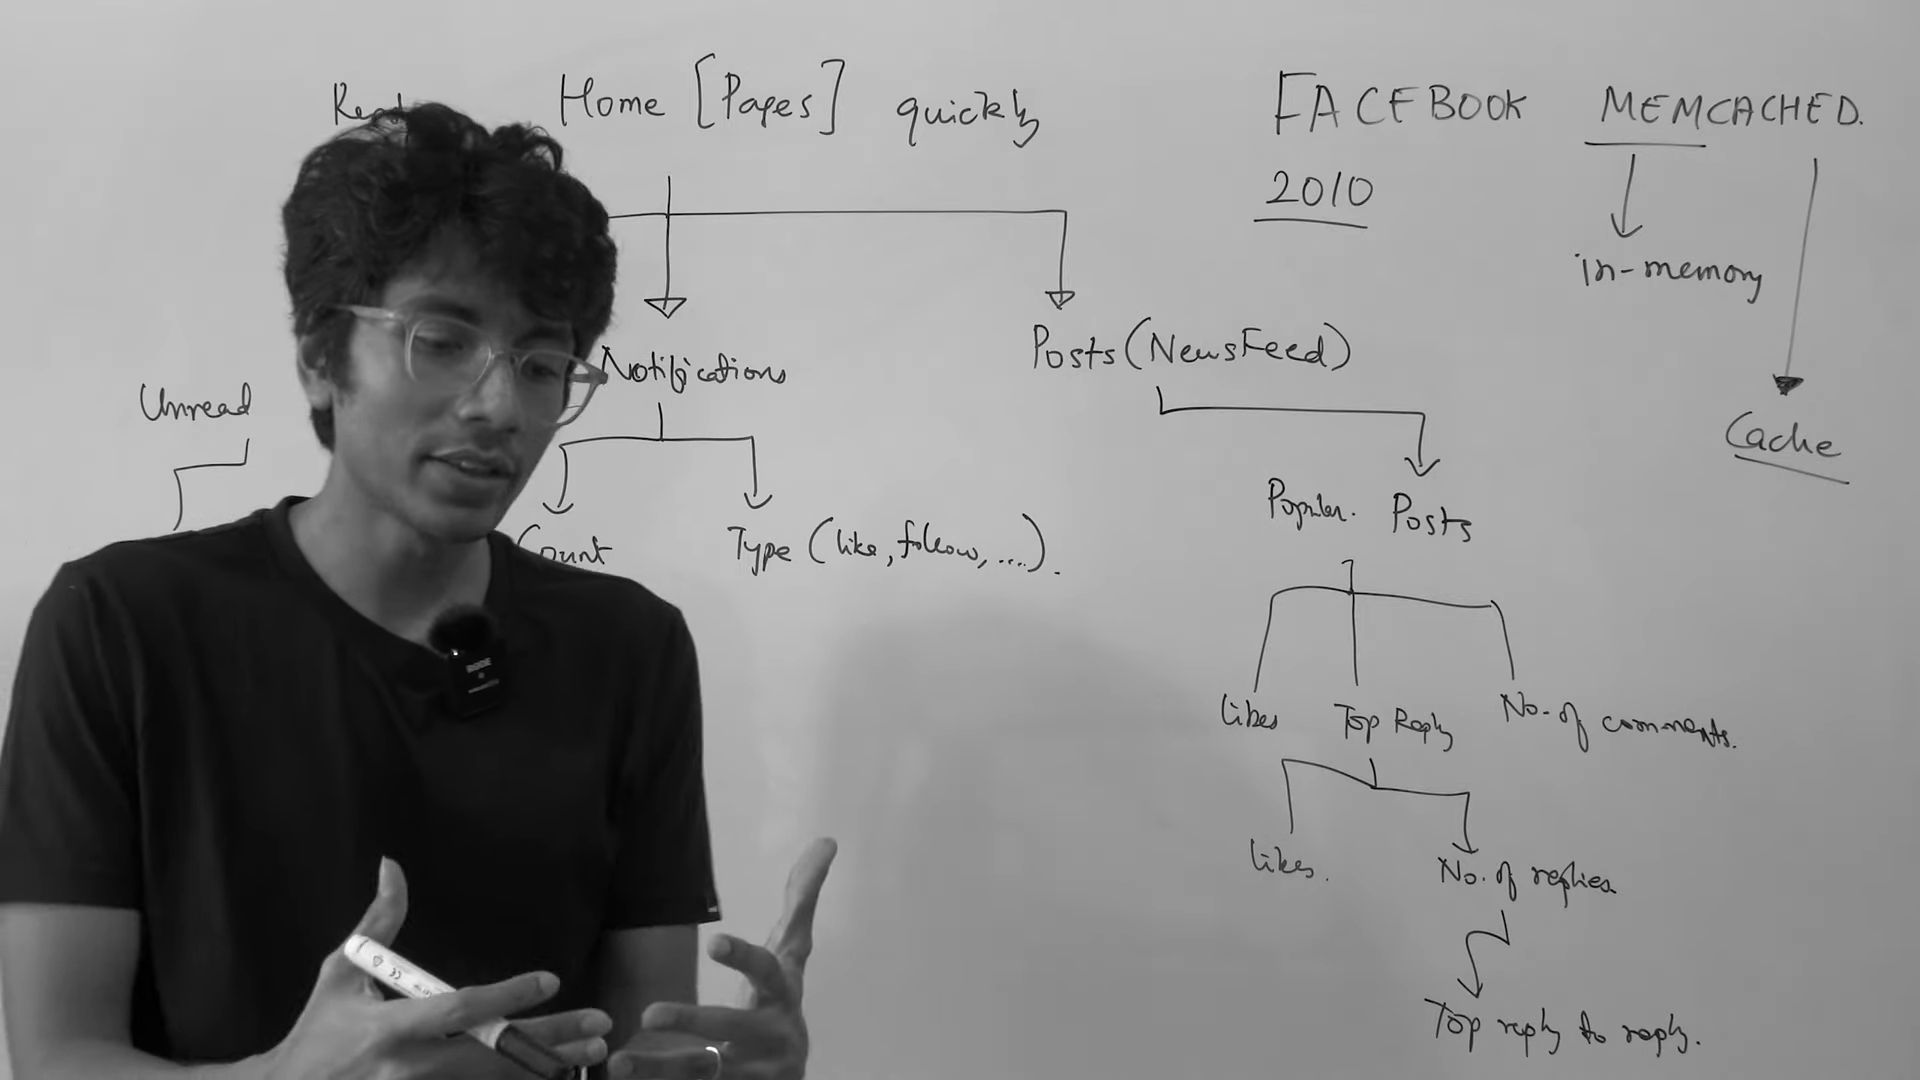 Read Home [Pages] quickly
FACEBOOK MEMCACHED.
2010
in-memory
Cache
Notifications
Posts (NewsFeed)
Unread
Count
Type (like, follow, ....).
Popular. Posts
likes
Top Reply
No. of comments.
likes.
No. of replies.
Top reply to reply.
RODE